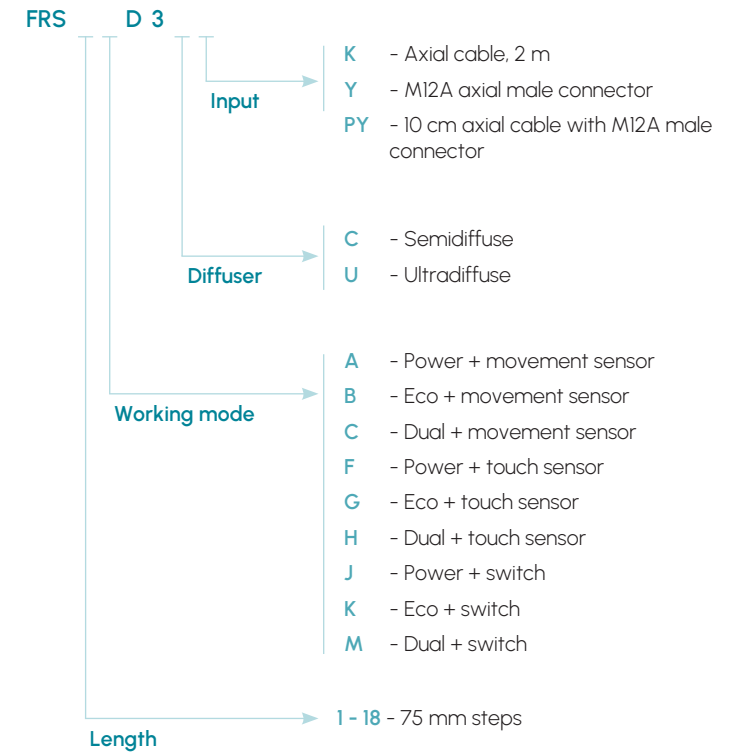 FRS D 3
K - Axial cable, 2 m
Input
Y - M12A axial male connector
PY - 10 cm axial cable with M12A male
connector
C - Semidiffuse
Diffuser
U - Ultradiffuse
A - Power + movement sensor
B - Eco + movement sensor
Working mode
C - Dual + movement sensor
F - Power + touch sensor
G - Eco + touch sensor
H - Dual + touch sensor
J - Power + switch
K - Eco + switch
M - Dual + switch
1 - 18 - 75 mm steps
Length